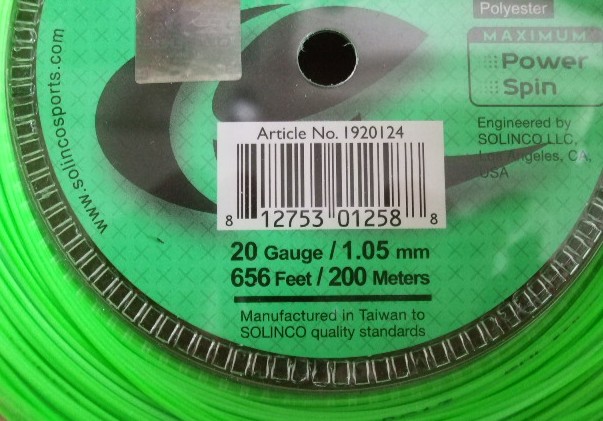 Polyester
MAXIMUM
Power
Spin
Engineered by
SOLINCO LLC,
Los Angeles, CA,
USA
www.solincosports.com
Article No. 1920124
8 12753 01258 8
20 Gauge / 1.05 mm
656 Feet / 200 Meters
Manufactured in Taiwan to
SOLINCO quality standards